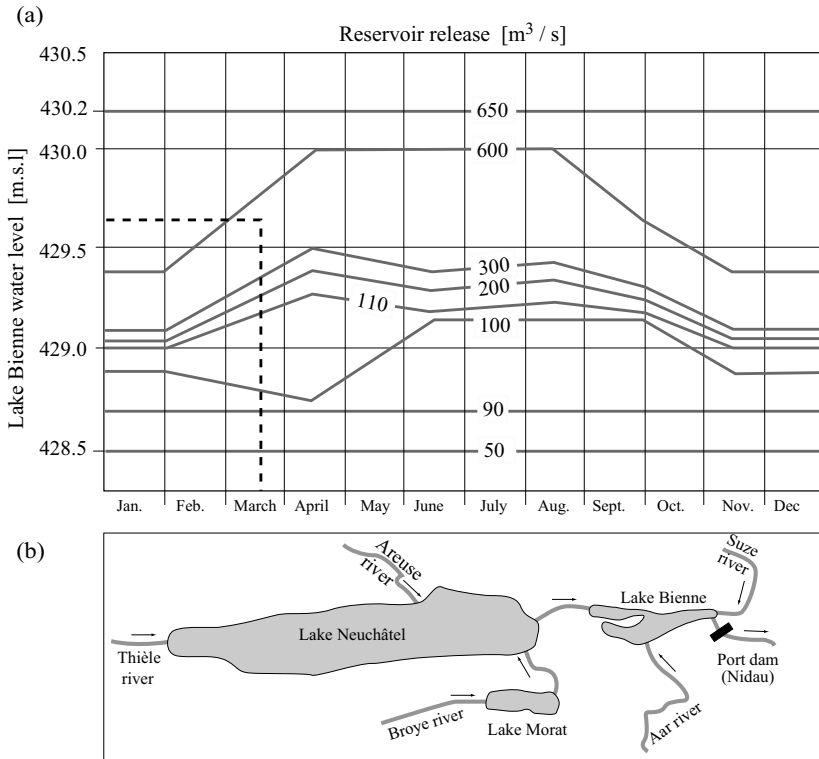 (a)
Reservoir release [m³ / s]
Lake Bienne water level [m.s.l]
430.5
430.2
430.0
429.5
429.0
428.5
650
600
300
200
110
100
90
50
Jan. Feb. March April May June July Aug. Sept. Oct. Nov. Dec
(b)
Areuse river
Suze river
Lake Bienne
Lake Neuchâtel
Thièle
river
Port dam
(Nidau)
Broye river
Lake Morat
Aar river